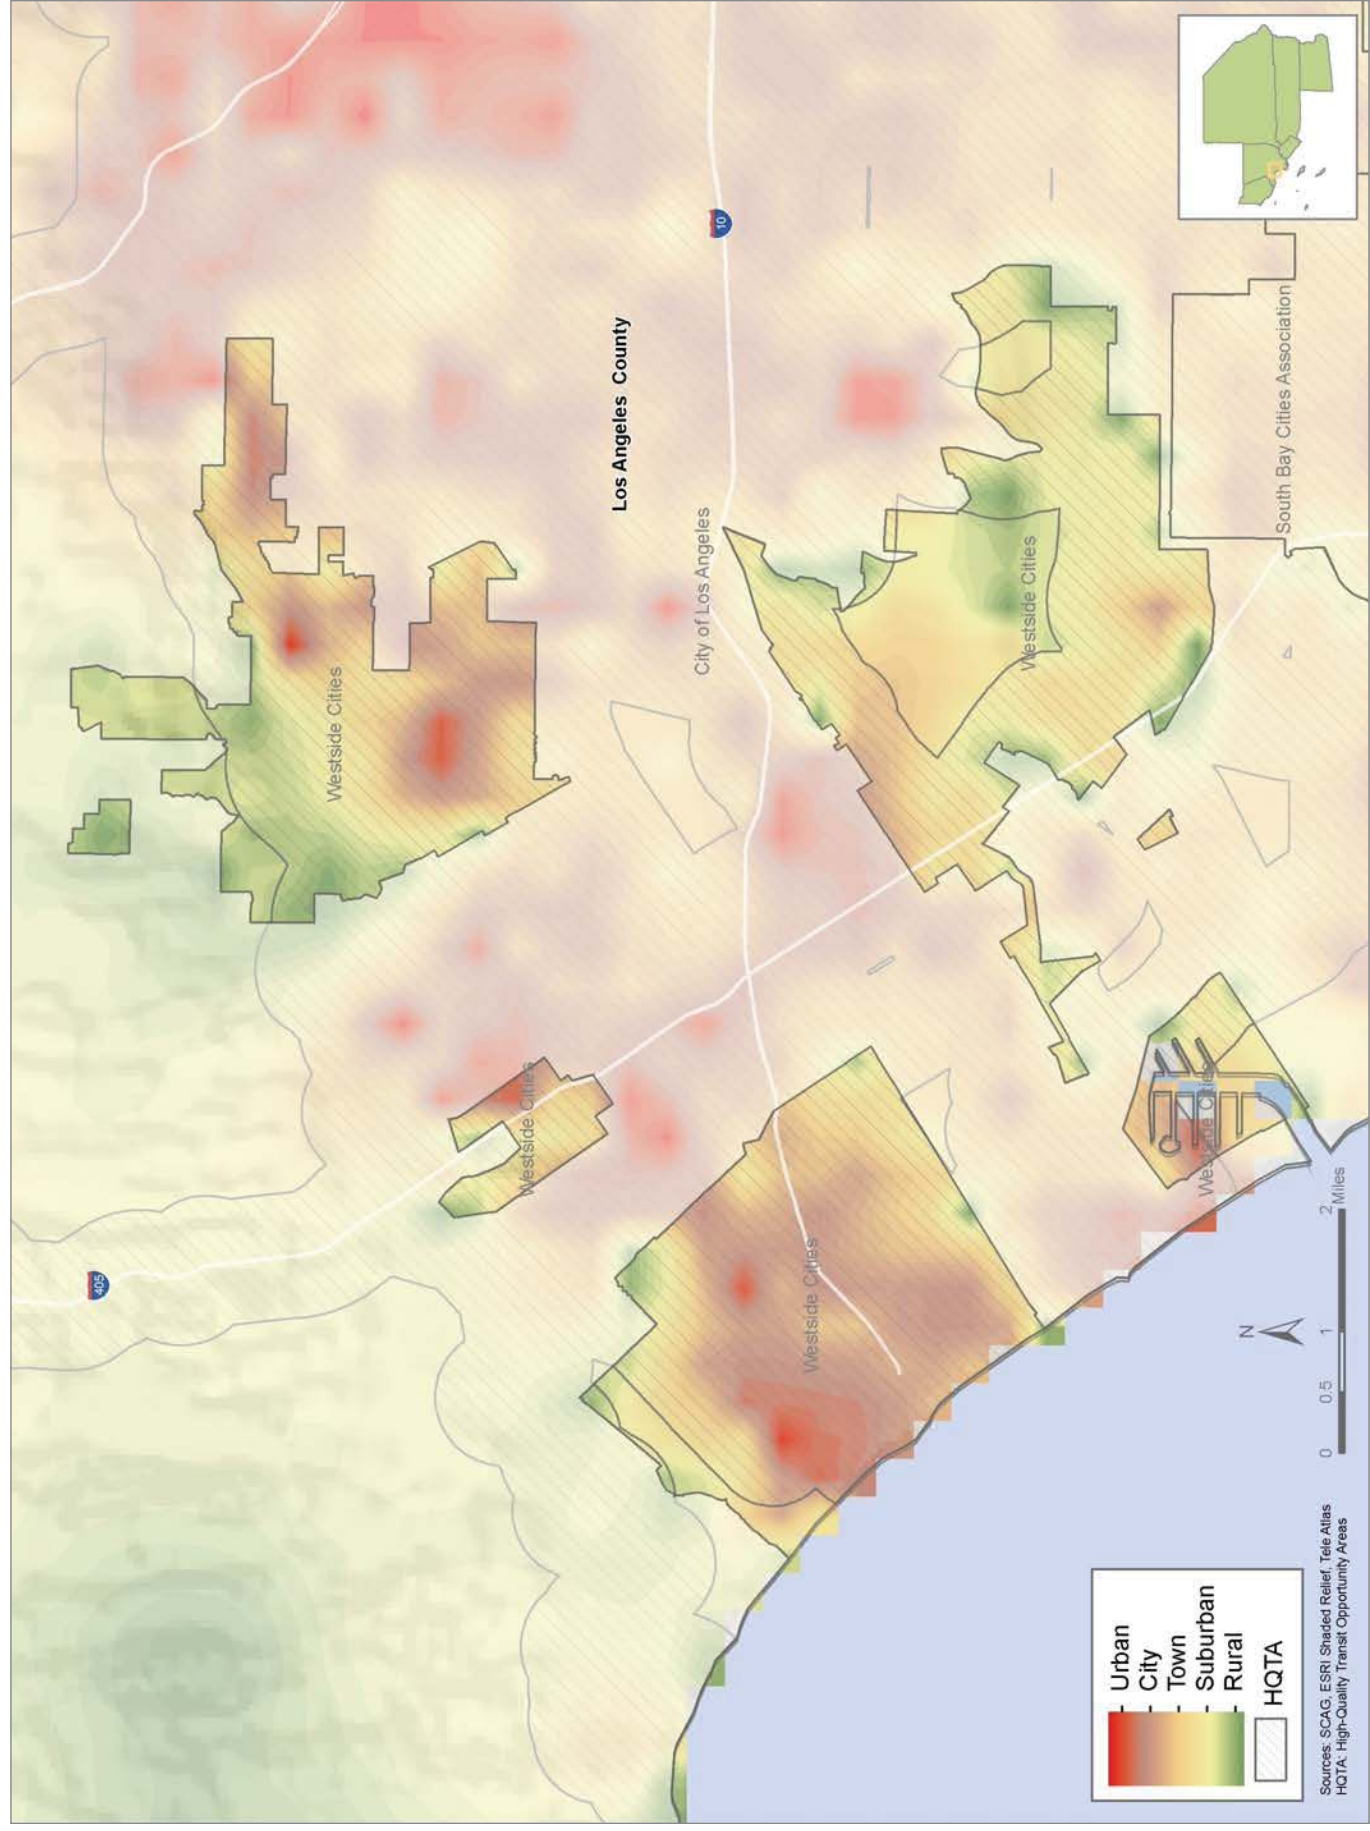 405
10
Los Angeles County
City of Los Angeles
Westside Cities
Westside Cities
Westside Cities
Westside Cities
Westside Cities
South Bay Cities Association
N
0 0.5 1 2
Miles
Urban
City
Town
Suburban
Rural
HQTA
Sources: SCAG, ESRI Shaded Relief, Tele Atlas
HQTA: High-Quality Transit Opportunity Areas